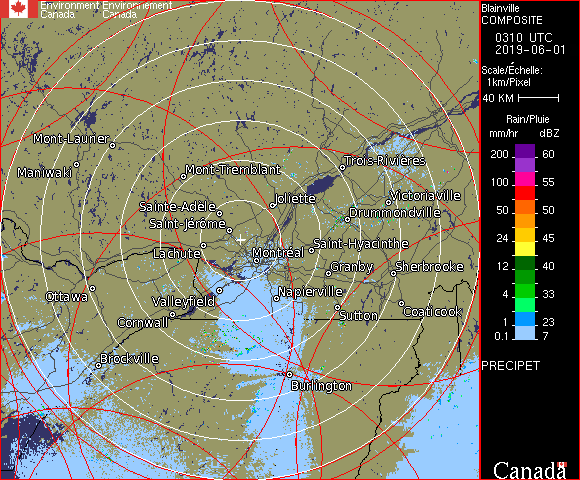 Environment Environnement
Canada Canada
Blainville
COMPOSITE
0310 UTC
2019-06-01
Scale/Échelle:
1km/Pixel
40 KM
Rain/Pluie
mm/hr dBZ
200 60
100 55
50 50
24 45
12 40
4 33
1 23
0.1 7
PRECIPET
Canada
Mont-Laurier
Maniwaki
Mont-Tremblant
Trois-Rivières
Joliette
Victoriaville
Sainte-Adèle
Drummondville
Saint-Jérôme
Lachute
Montréal
Saint-Hyacinthe
Granby
Sherbrooke
Ottawa
Valleyfield
Napierville
Cornwall
Sutton
Coaticook
Brockville
Burlington